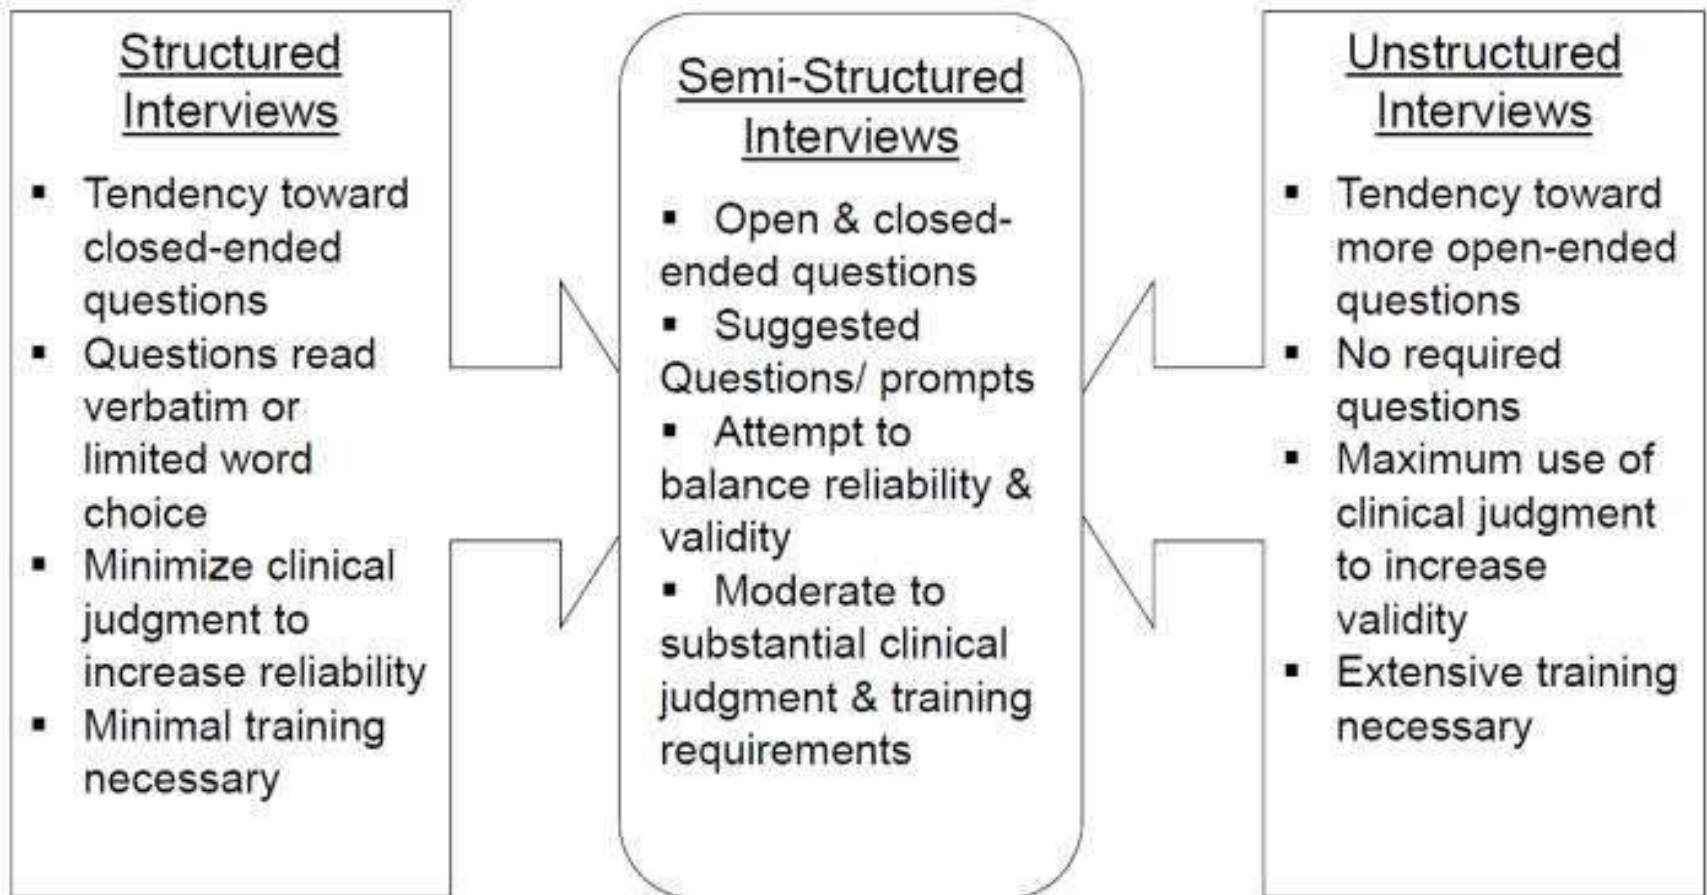 Structured
Interviews
▪ Tendency toward
closed-ended
questions
▪ Questions read
verbatim or
limited word
choice
▪ Minimize clinical
judgment to
increase reliability
▪ Minimal training
necessary
Semi-Structured
Interviews
▪ Open & closed-
ended questions
▪ Suggested
Questions/ prompts
▪ Attempt to
balance reliability &
validity
▪ Moderate to
substantial clinical
judgment & training
requirements
Unstructured
Interviews
▪ Tendency toward
more open-ended
questions
▪ No required
questions
▪ Maximum use of
clinical judgment
to increase
validity
▪ Extensive training
necessary